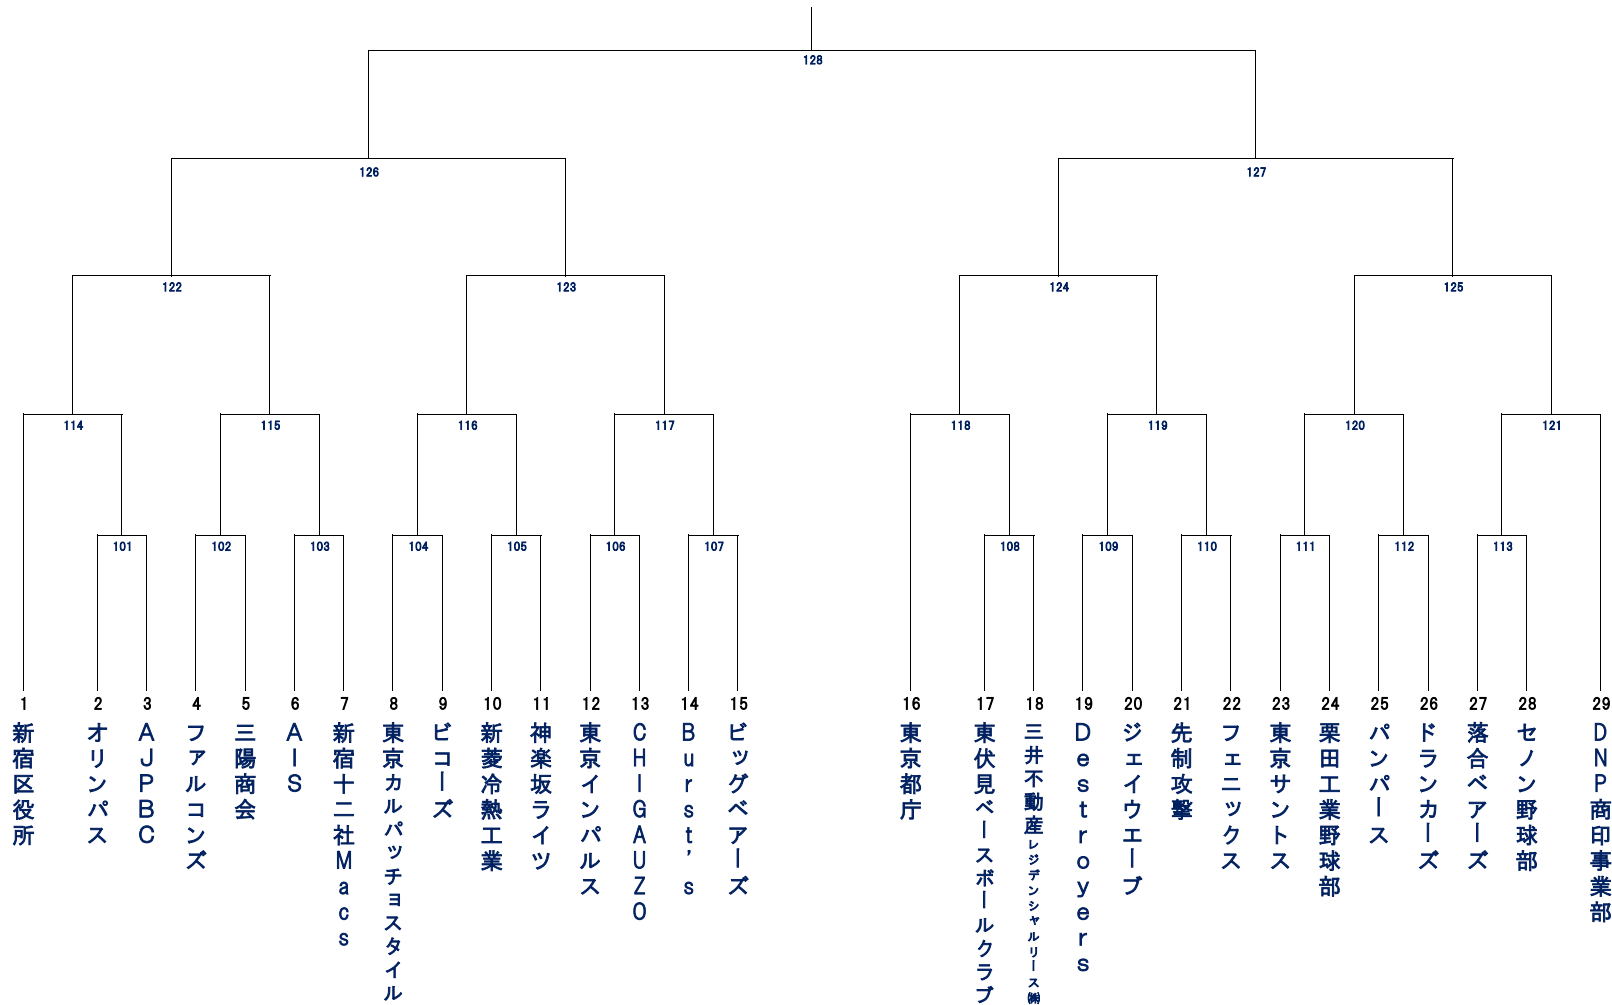 128
126
127
122
123
124
125
114
115
116
117
118
119
120
121
101
102
103
104
105
106
107
108
109
110
111
112
113
1
2
3
4
5
6
7
8
9
10
11
12
13
14
15
16
17
18
19
20
21
22
23
24
25
26
27
28
29
新宿区役所
オリンパス
AJPBC
ファルコンズ
三陽商会
AIS
新宿十二社Macs
東京カルパッチョスタイル
ビコーズ
新菱冷熱工業
神楽坂ライツ
東京インパルス
CHIGAUZO
Burst’s
ビッグベアーズ
東京都庁
東伏見ベースボールクラブ
三井不動産レジデンシャルリース㈱
Destroyers
ジェイウエーブ
先制攻撃
フェニックス
東京サントス
栗田工業野球部
パンパース
ドランカーズ
落合ベアーズ
セノン野球部
DNP商印事業部